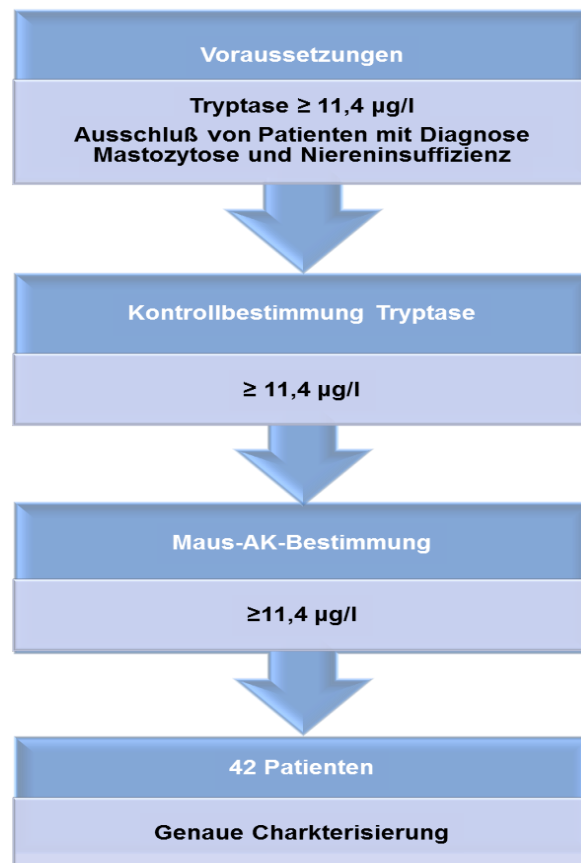 Voraussetzungen
Tryptase ≥ 11,4 µg/l
Ausschluß von Patienten mit Diagnose
Mastozytose und Niereninsuffizienz
Kontrollbestimmung Tryptase
≥ 11,4 µg/l
Maus-AK-Bestimmung
≥11,4 µg/l
42 Patienten
Genaue Charkterisierung